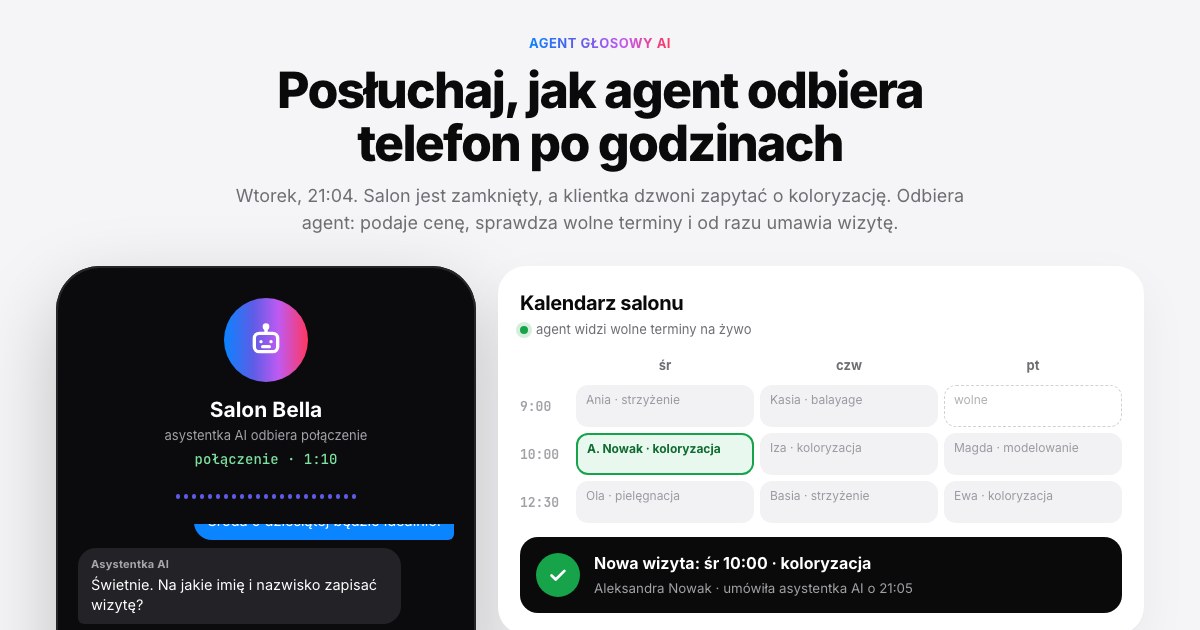 AGENT GŁOSOWY AI
Posłuchaj, jak agent odbiera
telefon po godzinach
Wtorek, 21:04. Salon jest zamknięty, a klientka dzwoni zapytać o koloryzację. Odbiera
agent: podaje cenę, sprawdza wolne terminy i od razu umawia wizytę.
Salon Bella
asystentka AI odbiera połączenie
połączenie · 1:10
Asystentka AI
Świetnie. Na jakie imię i nazwisko zapisać
wizytę?
Kalendarz salonu
agent widzi wolne terminy na żywo
śr czw pt
9:00 Ania · strzyżenie Kasia · balayage wolne
10:00 A. Nowak · koloryzacja Iza · koloryzacja Magda · modelowanie
12:30 Ola · pielęgnacja Basia · strzyżenie Ewa · koloryzacja
Nowa wizyta: śr 10:00 · koloryzacja
Aleksandra Nowak · umówiła asystentka AI o 21:05